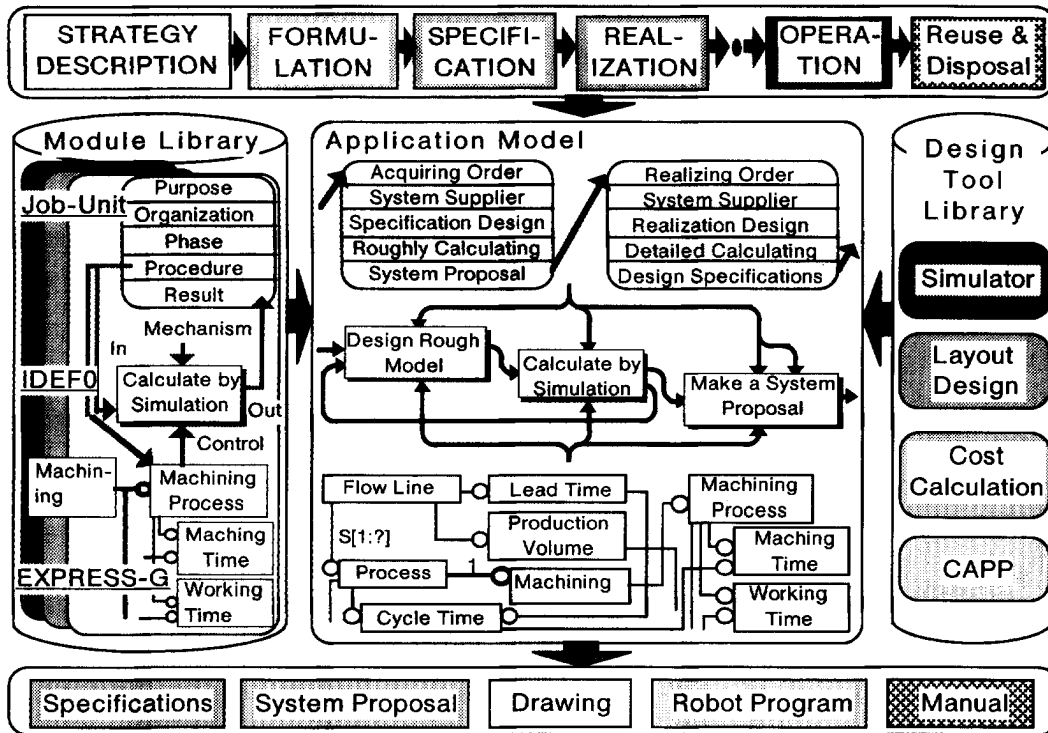 STRATEGY
DESCRIPTION
FORMU-
LATION
SPECIFI-
CATION
REAL-
IZATION
OPERA-
TION
Reuse &
Disposal
Module Library
Job-Unit
Purpose
Organization
Phase
Procedure
Result
Mechanism
In
IDEF0
Calculate by
Simulation
Out
Control
Machin-
ing
Machining
Process
Maching
Time
EXPRESS-G
Working
Time
Application Model
Acquiring Order
System Supplier
Specification Design
Roughly Calculating
System Proposal
Realizing Order
System Supplier
Realization Design
Detailed Calculating
Design Specifications
Design Rough
Model
Calculate by
Simulation
Make a System
Proposal
Flow Line
Lead Time
Production
Volume
S[1:?]
Process
1
Machining
Cycle Time
Machining
Process
Maching
Time
Working
Time
Design
Tool
Library
Simulator
Layout
Design
Cost
Calculation
CAPP
Specifications
System Proposal
Drawing
Robot Program
Manual